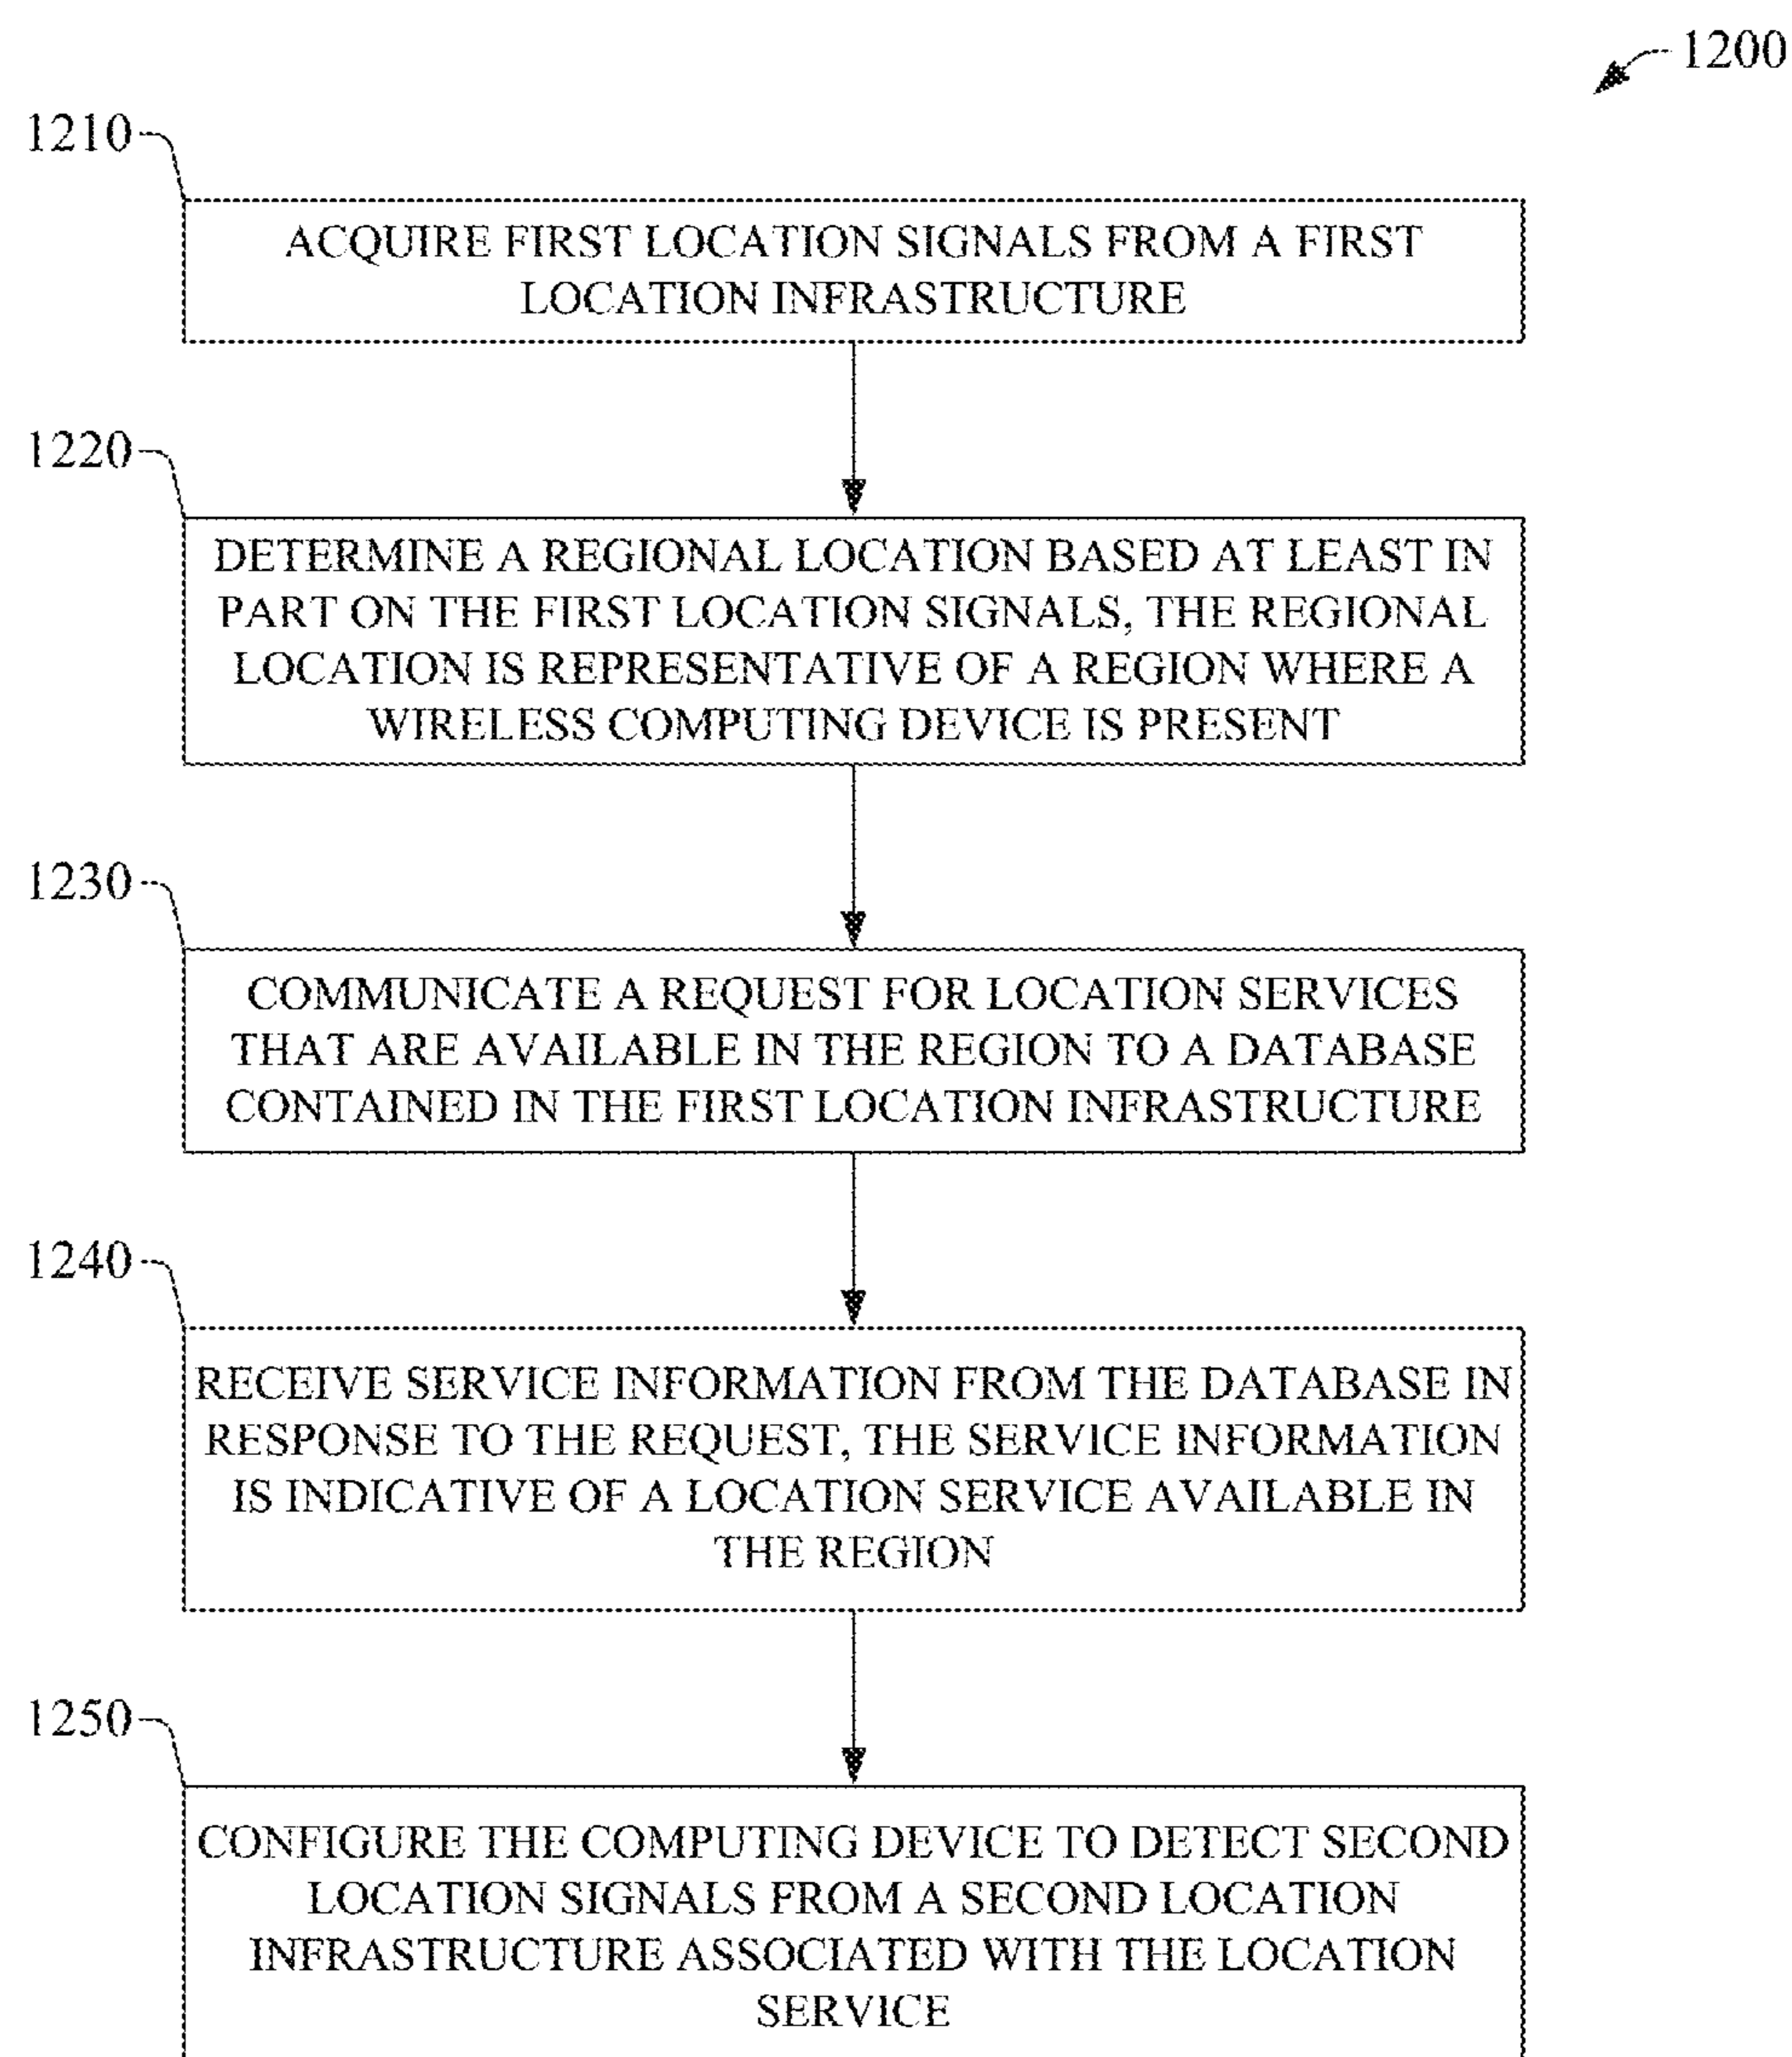 1200
1210
ACQUIRE FIRST LOCATION SIGNALS FROM A FIRST
LOCATION INFRASTRUCTURE
1220
DETERMINE A REGIONAL LOCATION BASED AT LEAST IN
PART ON THE FIRST LOCATION SIGNALS, THE REGIONAL
LOCATION IS REPRESENTATIVE OF A REGION WHERE A
WIRELESS COMPUTING DEVICE IS PRESENT
1230
COMMUNICATE A REQUEST FOR LOCATION SERVICES
THAT ARE AVAILABLE IN THE REGION TO A DATABASE
CONTAINED IN THE FIRST LOCATION INFRASTRUCTURE
1240
RECEIVE SERVICE INFORMATION FROM THE DATABASE IN
RESPONSE TO THE REQUEST, THE SERVICE INFORMATION
IS INDICATIVE OF A LOCATION SERVICE AVAILABLE IN
THE REGION
1250
CONFIGURE THE COMPUTING DEVICE TO DETECT SECOND
LOCATION SIGNALS FROM A SECOND LOCATION
INFRASTRUCTURE ASSOCIATED WITH THE LOCATION
SERVICE